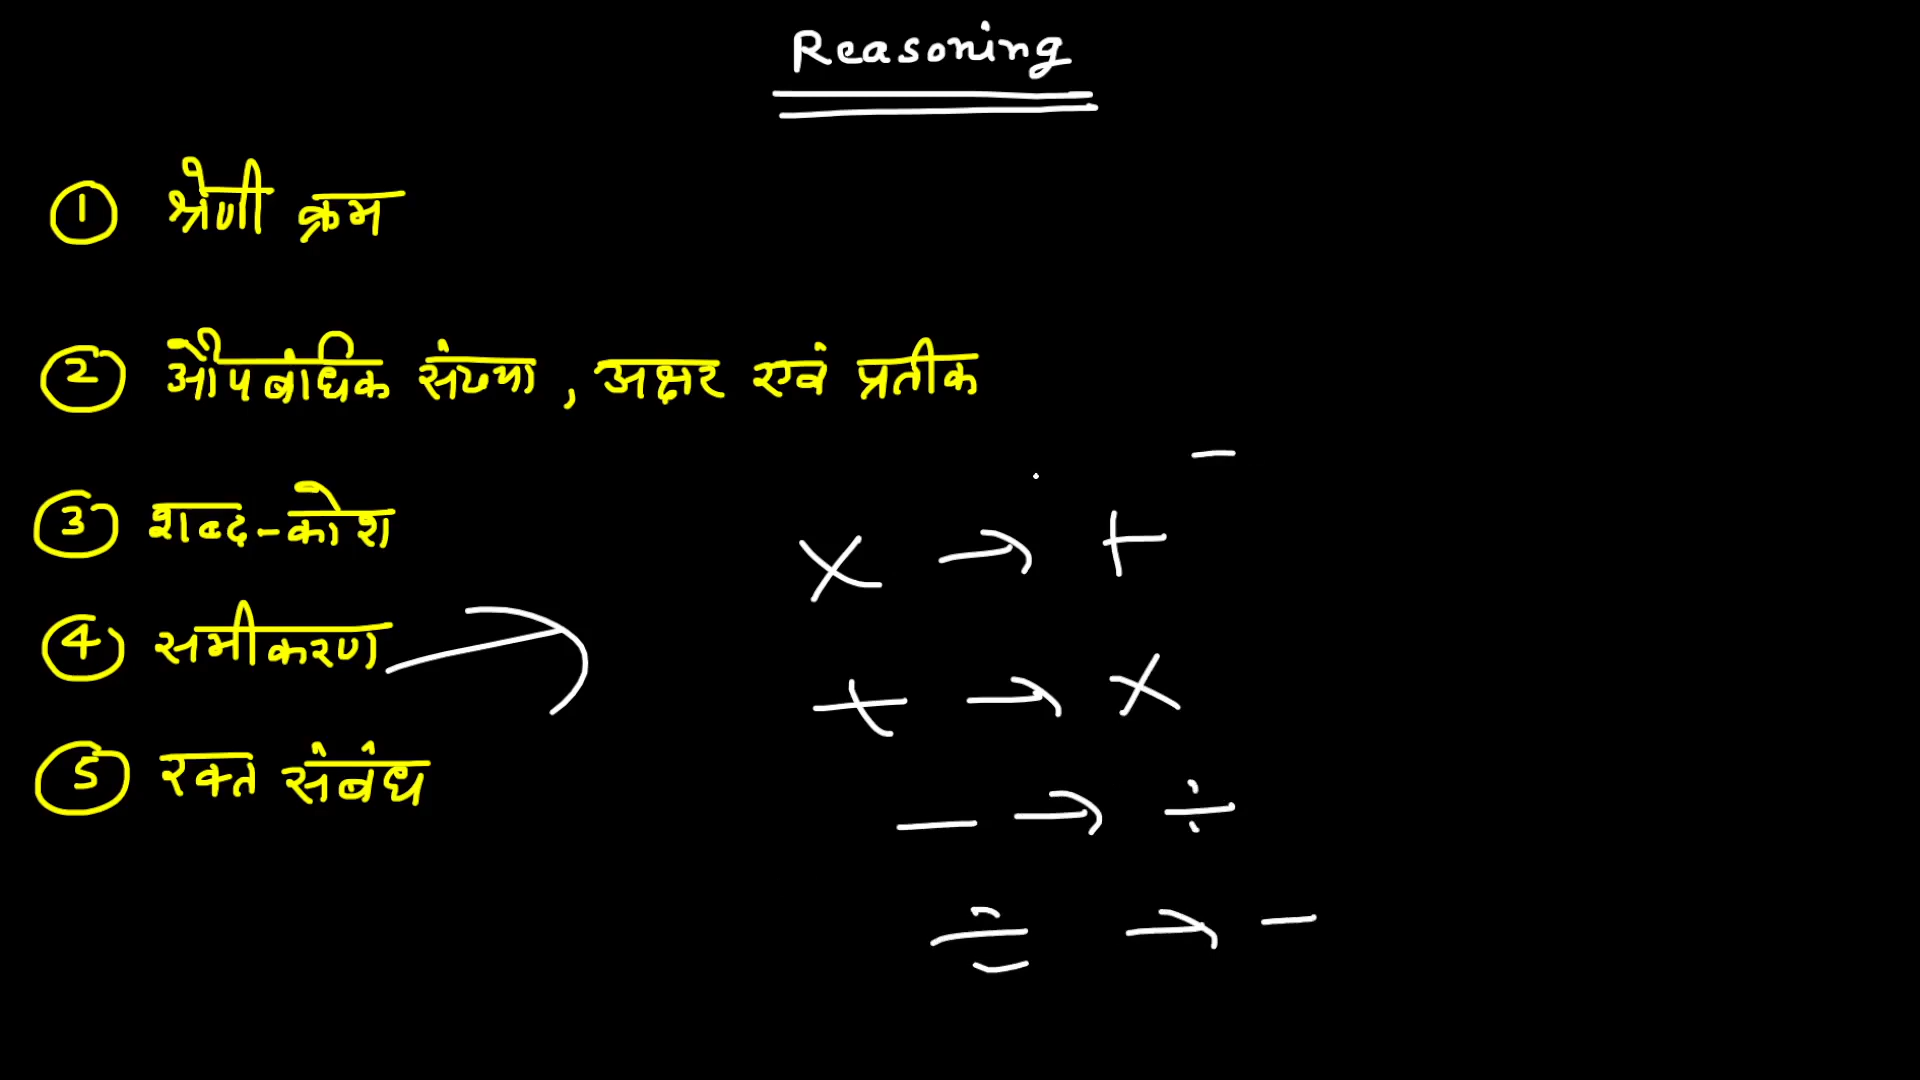 Reasoning
① श्रेणी क्रम
② औपबंधिक संख्या, अक्षर एवं प्रतीक
③ शब्द-कोश
④ समीकरण →
⑤ रक्त संबंध
-
× → +
+ → ×
- → ÷
÷ → -